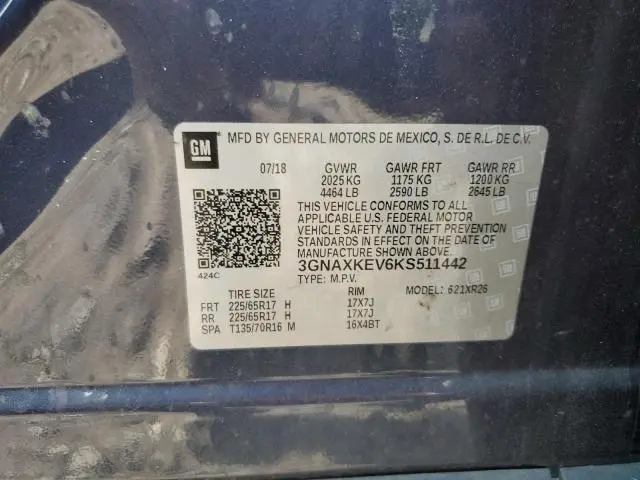 GM MFD BY GENERAL MOTORS DE MEXICO, S. DE R.L. DE C.V.
07/18 GVWR GAWR FRT GAWR RR
2025 KG 1175 KG 1200 KG
4464 LB 2590 LB 2645 LB
THIS VEHICLE CONFORMS TO ALL
APPLICABLE U.S. FEDERAL MOTOR
VEHICLE SAFETY AND THEFT PREVENTION
STANDARDS IN EFFECT ON THE DATE OF
MANUFACTURE SHOWN ABOVE.
424C
3GNAXKEV6KS511442
TYPE: M.P.V. MODEL: 621XR26
TIRE SIZE RIM
FRT 225/65R17 H 17X7J
RR 225/65R17 H 17X7J
SPA T135/70R16 M 16X4BT